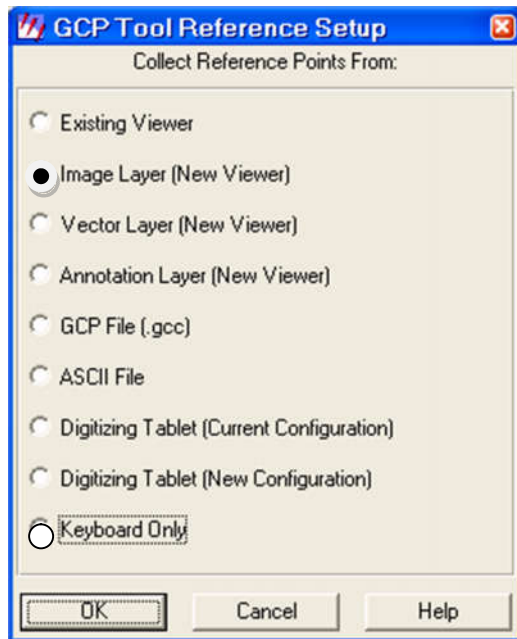 GCP Tool Reference Setup
Collect Reference Points From:
Existing Viewer
Image Layer (New Viewer)
Vector Layer (New Viewer)
Annotation Layer (New Viewer)
GCP File (.gcc)
ASCII File
Digitizing Tablet (Current Configuration)
Digitizing Tablet (New Configuration)
Keyboard Only
OK Cancel Help